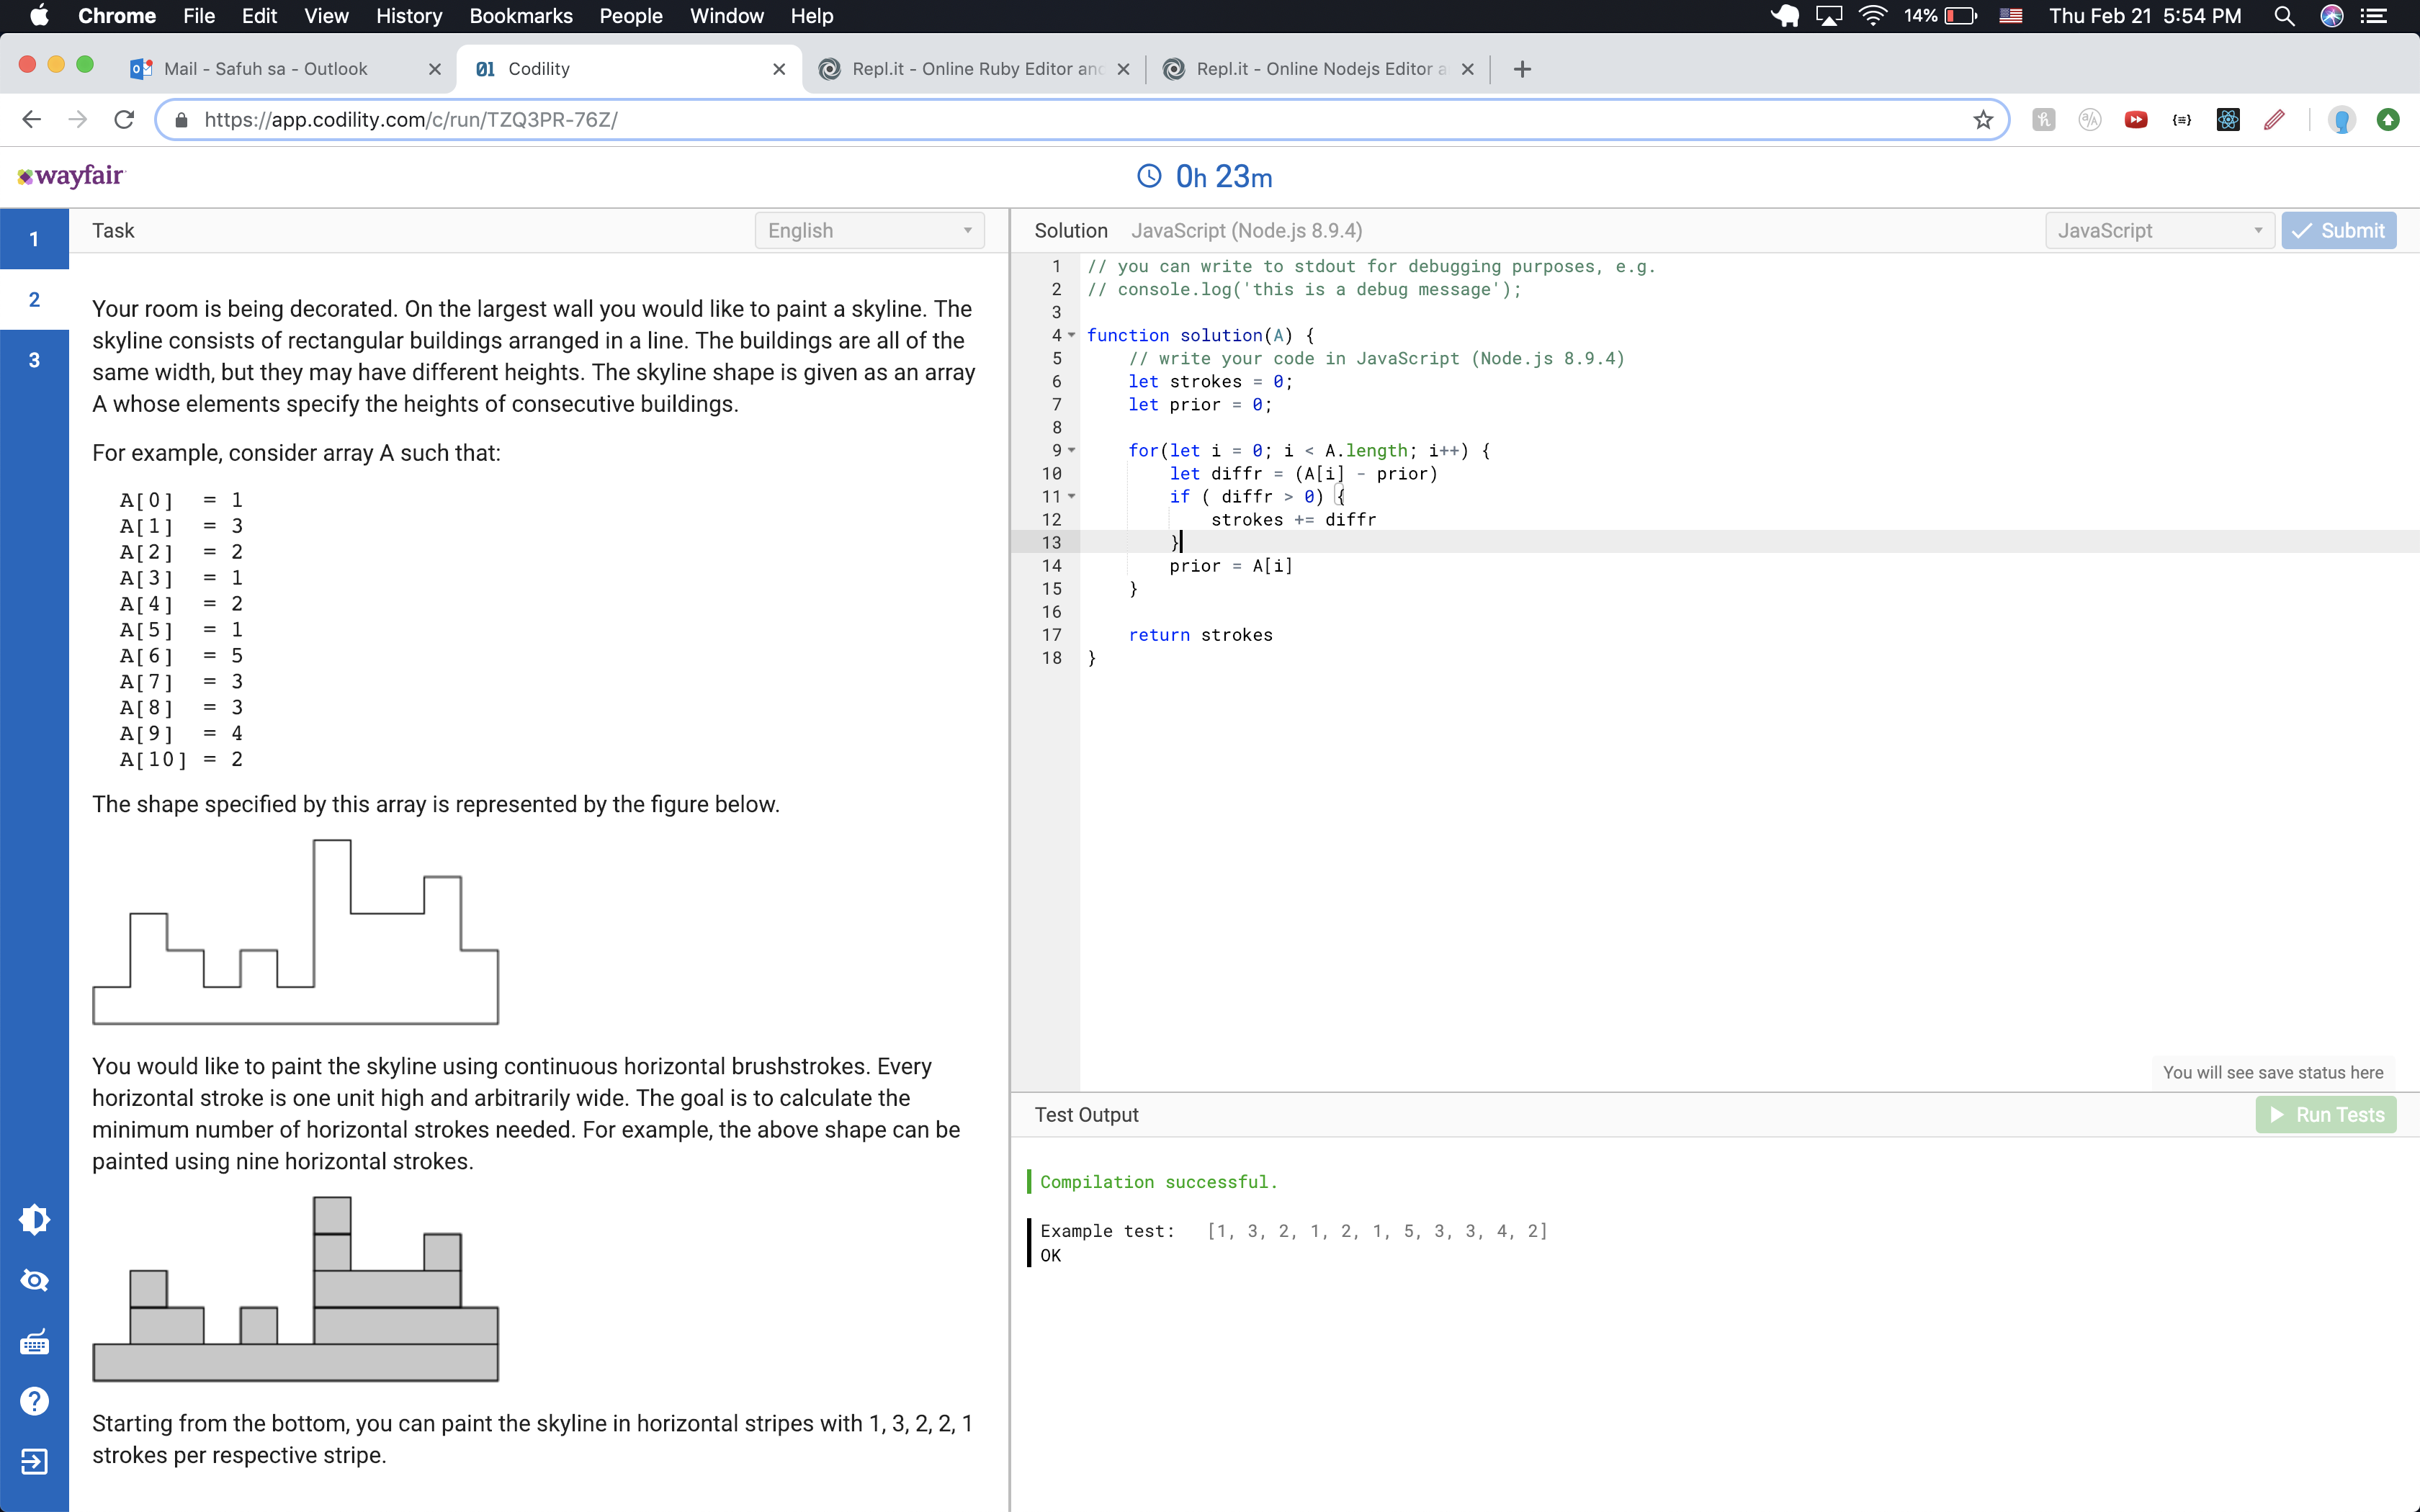 Chrome File Edit View History Bookmarks People Window Help 14% Thu Feb 21 5:54 PM
Mail - Safuh sa - Outlook Codility Repl.it - Online Ruby Editor and Repl.it - Online Nodejs Editor a
https://app.codility.com/c/run/TZQ3PR-76Z/
wayfair 0h 23m
1
2
3
Task English
Your room is being decorated. On the largest wall you would like to paint a skyline. The
skyline consists of rectangular buildings arranged in a line. The buildings are all of the
same width, but they may have different heights. The skyline shape is given as an array
A whose elements specify the heights of consecutive buildings.
For example, consider array A such that:
A[0] = 1
A[1] = 3
A[2] = 2
A[3] = 1
A[4] = 2
A[5] = 1
A[6] = 5
A[7] = 3
A[8] = 3
A[9] = 4
A[10] = 2
The shape specified by this array is represented by the figure below.
You would like to paint the skyline using continuous horizontal brushstrokes. Every
horizontal stroke is one unit high and arbitrarily wide. The goal is to calculate the
minimum number of horizontal strokes needed. For example, the above shape can be
painted using nine horizontal strokes.
Starting from the bottom, you can paint the skyline in horizontal stripes with 1, 3, 2, 2, 1
strokes per respective stripe.
Solution JavaScript (Node.js 8.9.4) JavaScript Submit
1 // you can write to stdout for debugging purposes, e.g.
2 // console.log('this is a debug message');
3
4 function solution(A) {
5 // write your code in JavaScript (Node.js 8.9.4)
6 let strokes = 0;
7 let prior = 0;
8
9 for(let i = 0; i < A.length; i++) {
10 let diffr = (A[i] - prior)
11 if ( diffr > 0) {
12 strokes += diffr
13 }
14 prior = A[i]
15 }
16
17 return strokes
18 }
You will see save status here
Test Output Run Tests
Compilation successful.
Example test: [1, 3, 2, 1, 2, 1, 5, 3, 3, 4, 2]
OK